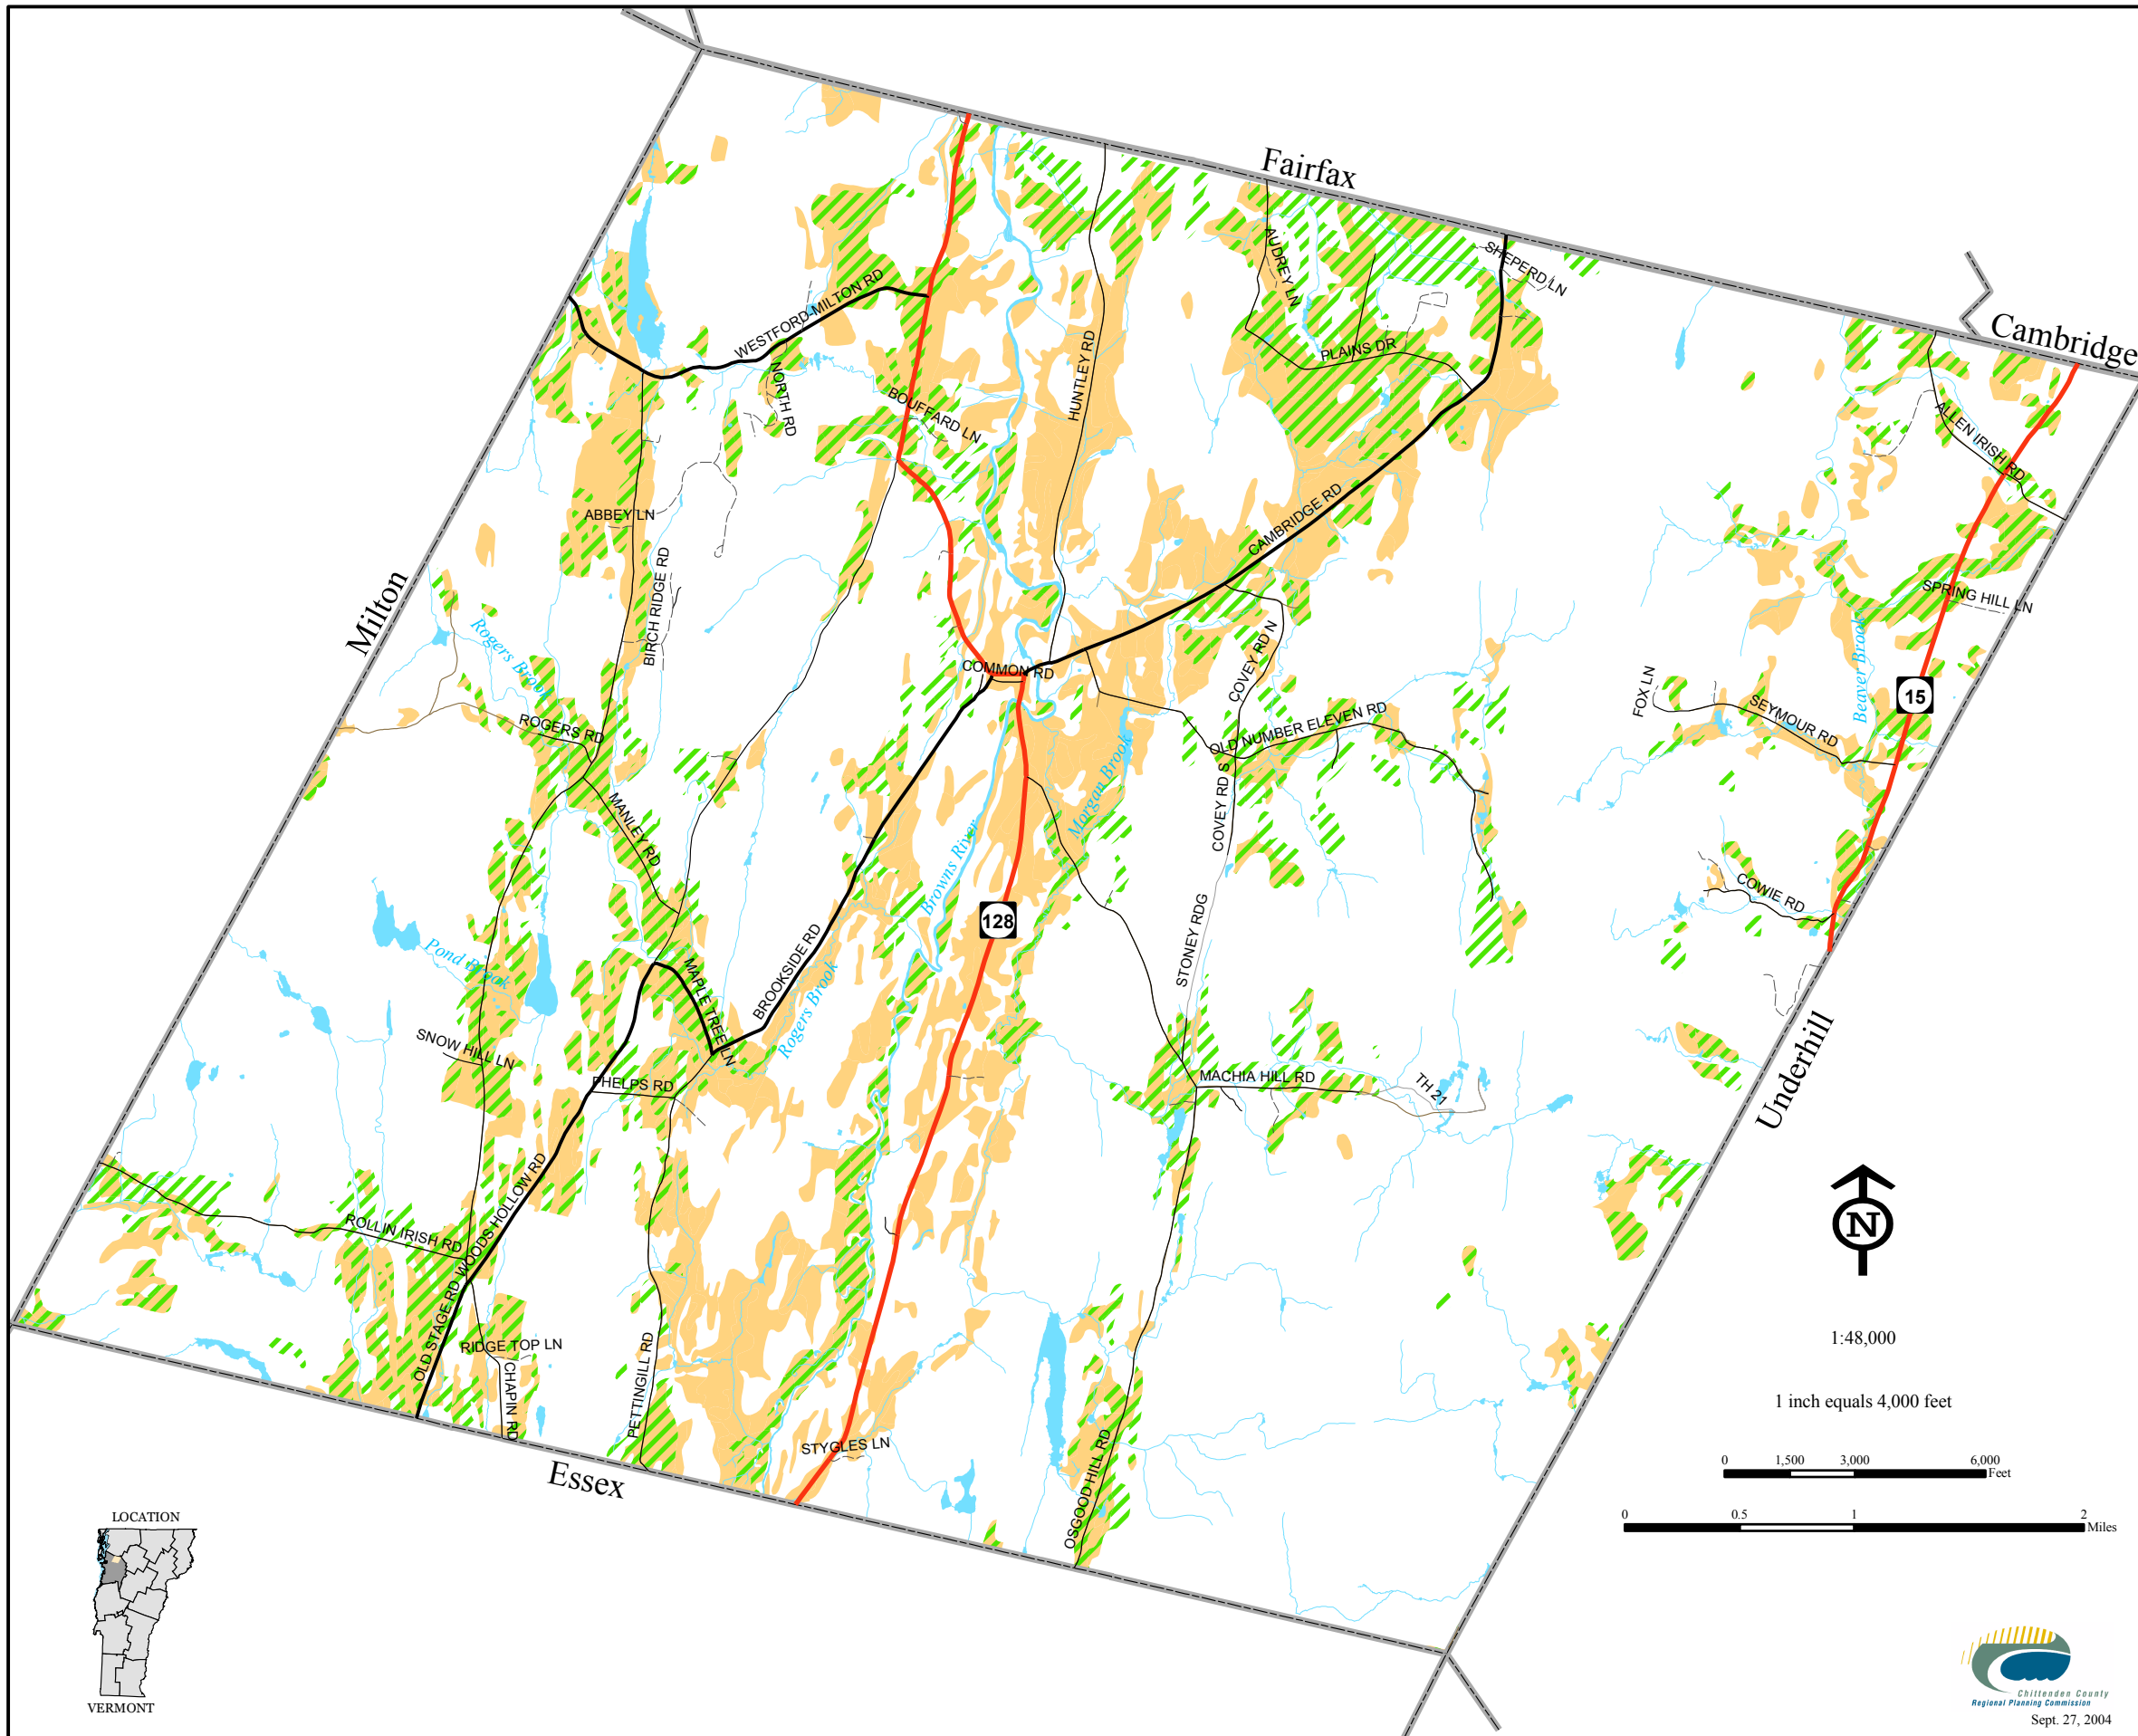 Fairfax
Cambridge
SHEPERD LN
AUDREY LN
WESTFORD-MILTON RD
PLAINS DR
HUNTLEY RD
NORTH RD
BOUFFARD LN
ALLEN IRISH RD
CAMBRIDGE RD
ABBEY LN
Milton
BIRCH RIDGE RD
Rogers Brook
SPRING HILL LN
Beaver Brook
COVEY RD N
COMMON RD
FOX LN
15
SEYMOUR RD
ROGERS RD
OLD NUMBER ELEVEN RD
Morgan Brook
COVEY RD S
MANLEY RD
Browns River
COWIE RD
128
STONEY RDG
BROOKSIDE RD
Pond Brook
MAPLE TREE LN
Rogers Brook
SNOW HILL LN
PHELPS RD
MACHIA HILL RD
TH 21
Underhill
WOODS HOLLOW RD
ROLLIN IRISH RD
OLD STAGE RD
RIDGE TOP LN
CHAPIN RD
PETTINGILL RD
STYGLES LN
OSGOOD HILL RD
Essex
N
1:48,000
1 inch equals 4,000 feet
0 1,500 3,000 6,000
Feet
0 0.5 1 2
Miles
LOCATION
VERMONT
Chittenden County
Regional Planning Commission
Sept. 27, 2004